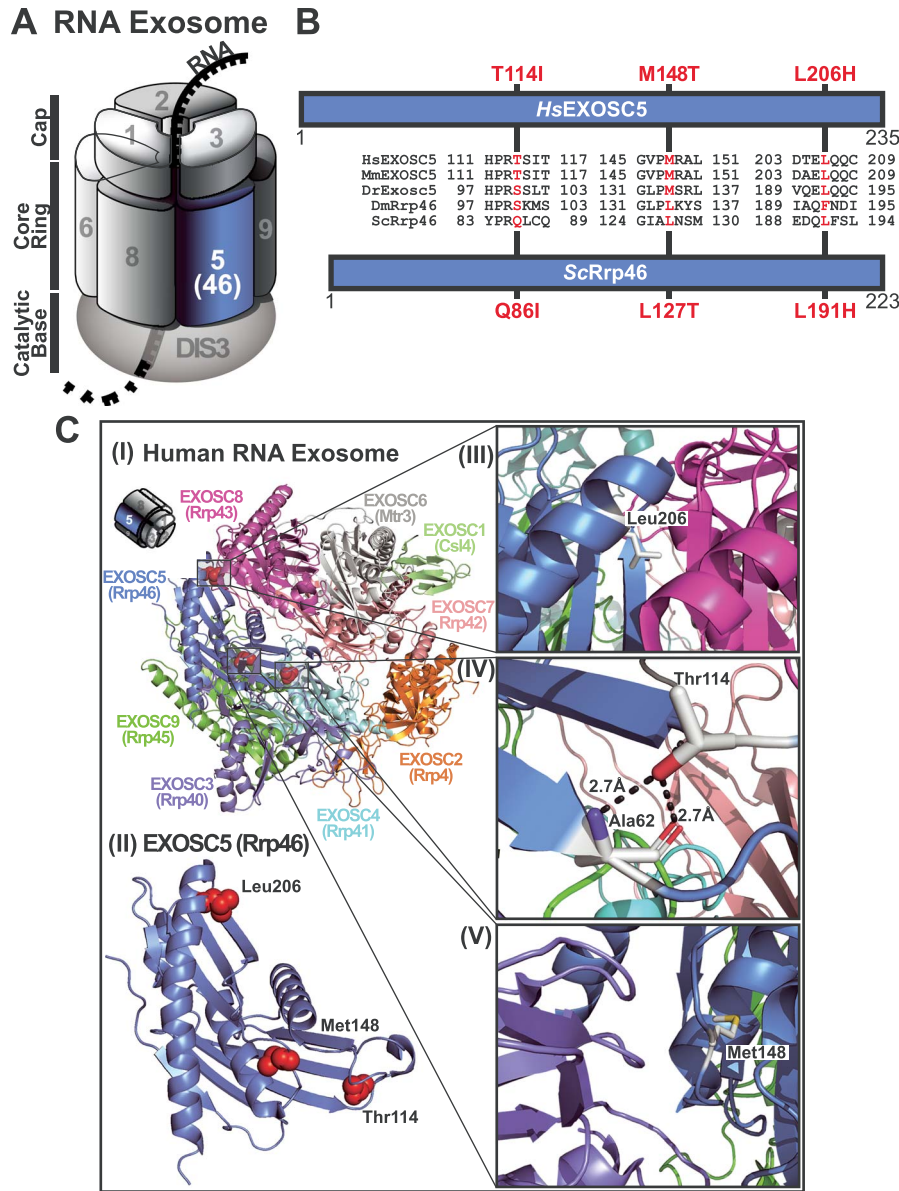 A RNA Exosome
RNA
Cap
Core
Ring
Catalytic
Base
2
1
3
6
8
5
(46)
9
DIS3
B
T114I M148T L206H
HsEXOSC5
1 235
HsEXOSC5 111 HPRTSIT 117 145 GVPMRAL 151 203 DTELQQC 209
MmEXOSC5 111 HPRTSIT 117 145 GVPMRAL 151 203 DAELQQC 209
DrExosc5 97 HPRSSLT 103 131 GLPMSRL 137 189 VQELQQC 195
DmRrp46 97 HPRSKMS 103 131 GLPLKYS 137 189 IAQFNDI 195
ScRrp46 83 YPRQLCQ 89 124 GIALNSM 130 188 EDQLFSL 194
ScRrp46
1 223
Q86I L127T L191H
C
(I) Human RNA Exosome
5
EXOSC8
(Rrp43)
EXOSC6
(Mtr3)
EXOSC1
(Csl4)
EXOSC5
(Rrp46)
EXOSC7
Rrp42)
EXOSC9
(Rrp45)
EXOSC3
(Rrp40)
EXOSC4
(Rrp41)
EXOSC2
(Rrp4)
(II) EXOSC5 (Rrp46)
Leu206
Met148
Thr114
(III)
Leu206
(IV)
Thr114
2.7Å
Ala62
2.7Å
(V)
Met148